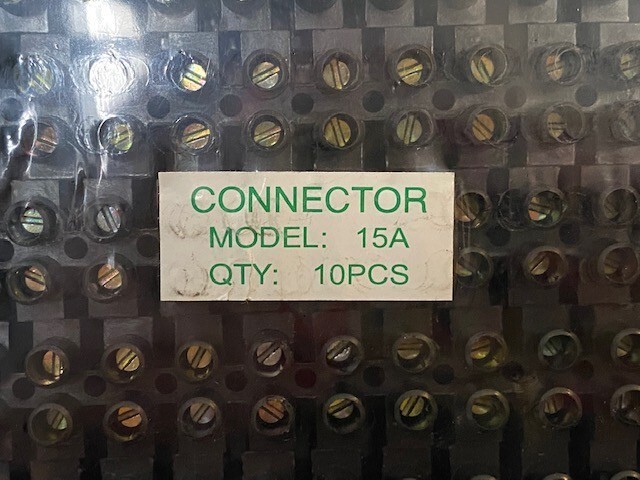 CONNECTOR
MODEL: 15A
QTY: 10PCS